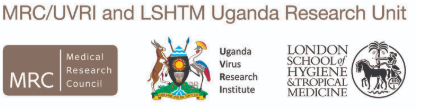 MRC/UVRI and LSHTM Uganda Research Unit
MRC
Medical
Research
Council
Uganda
Virus
Research
Institute
LONDON
SCHOOL of
HYGIENE
& TROPICAL
MEDICINE